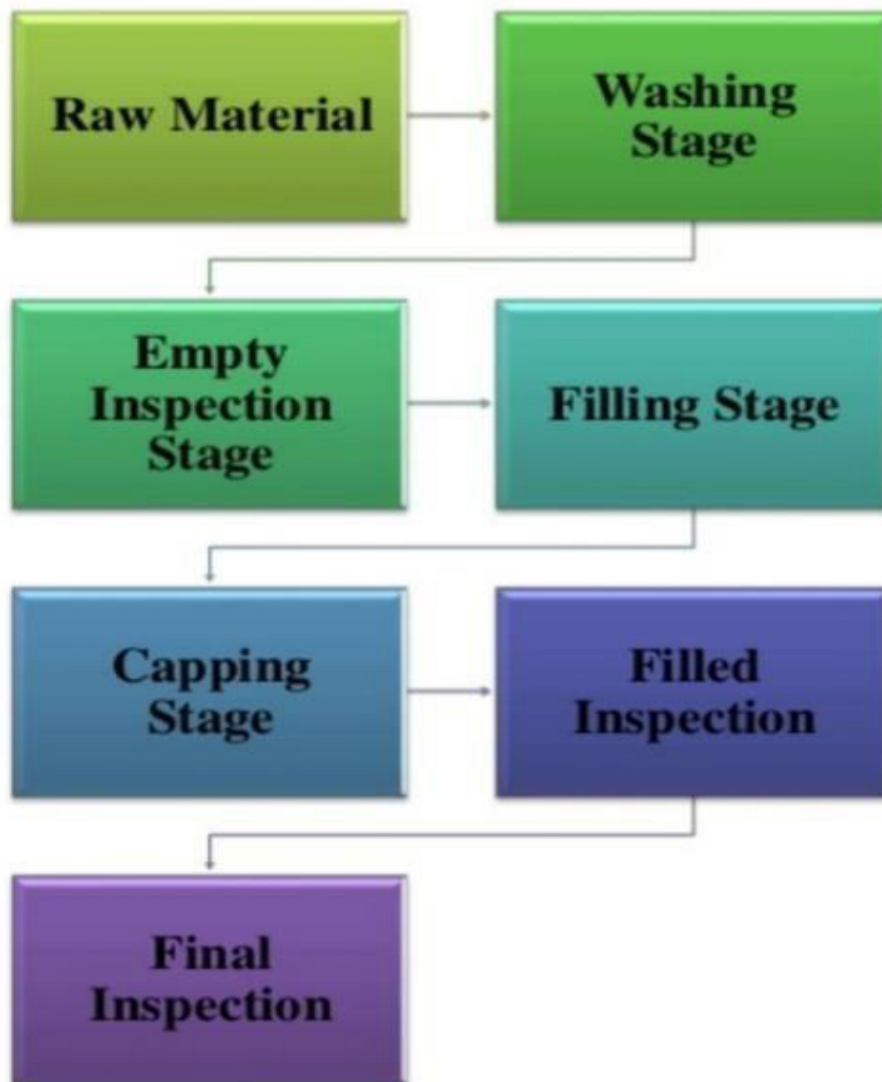 Raw Material
Washing
Stage
Empty
Inspection
Stage
Filling Stage
Capping
Stage
Filled
Inspection
Final
Inspection